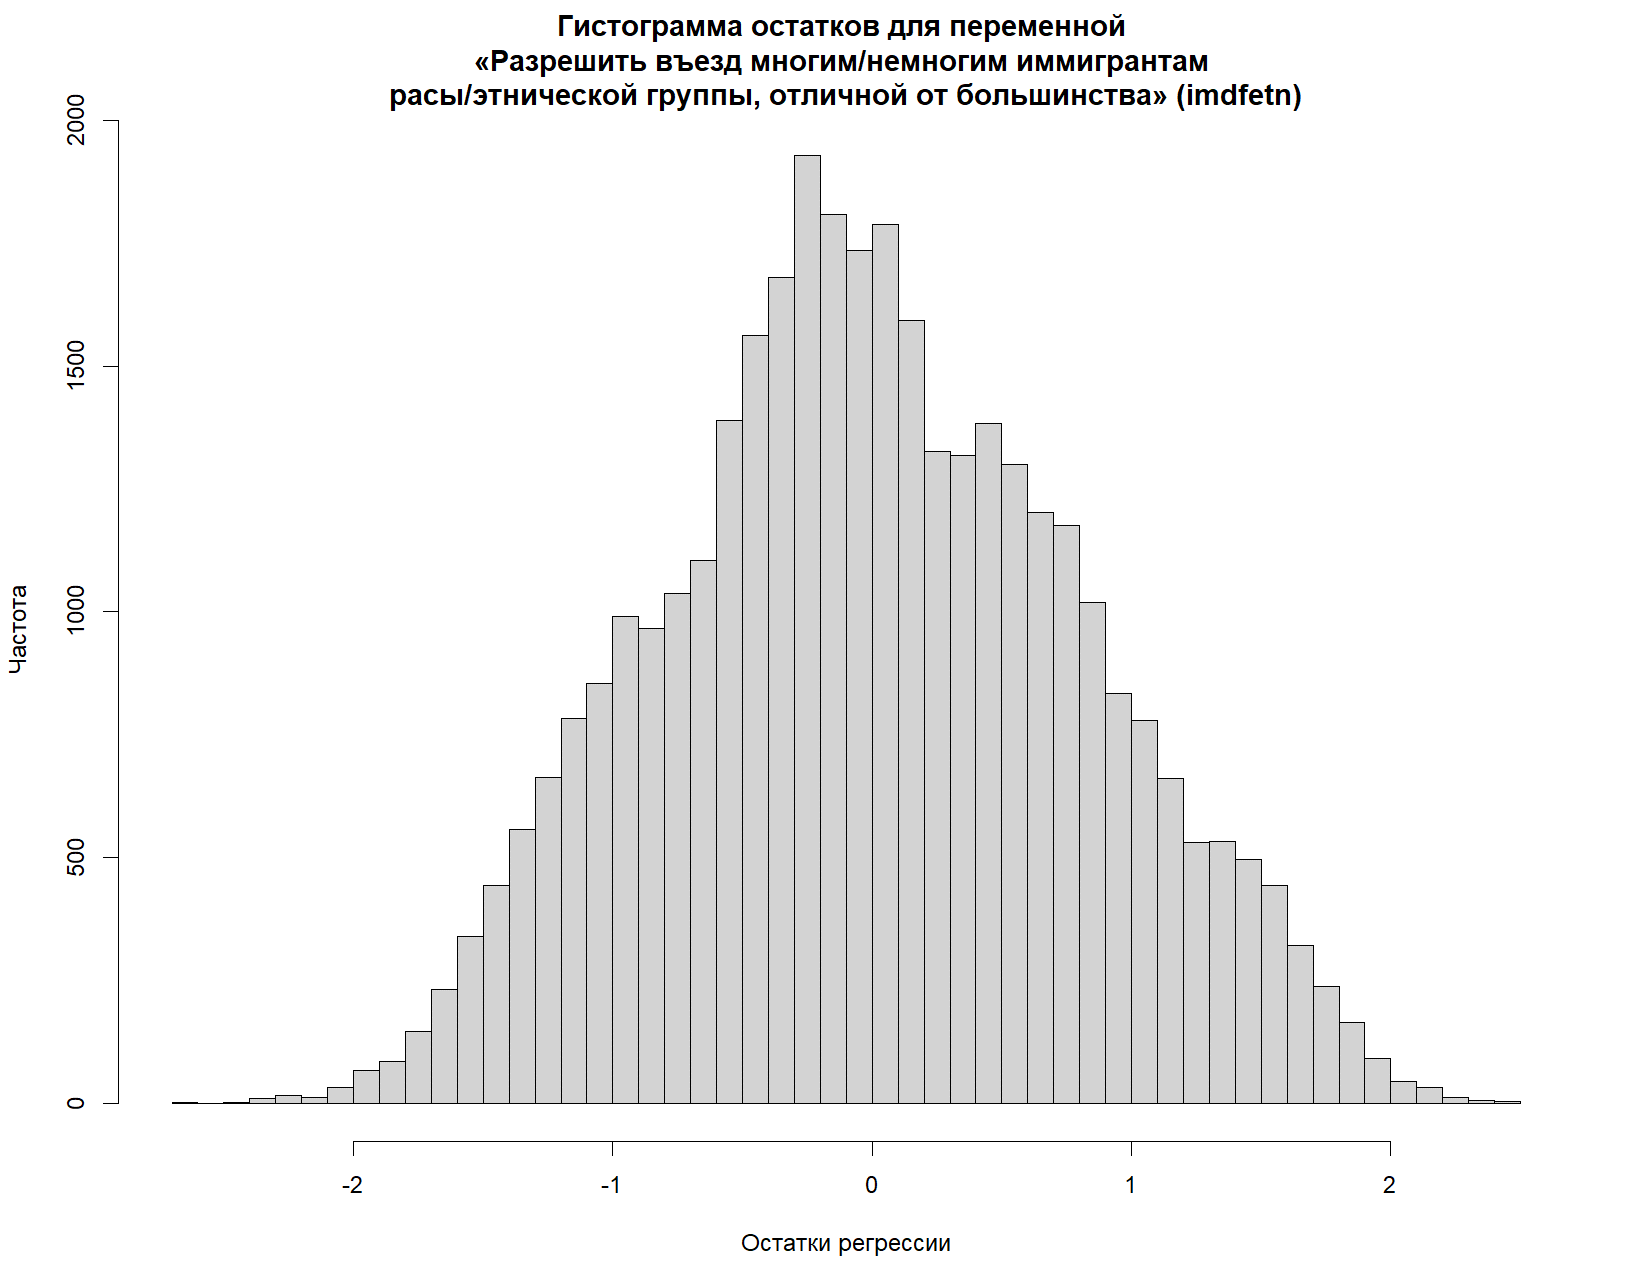 Гистограмма остатков для переменной
«Разрешить въезд многим/немногим иммигрантам
расы/этнической группы, отличной от большинства» (imdfetn)
2000
1500
1000
500
0
Частота
-2
-1
0
1
2
Остатки регрессии